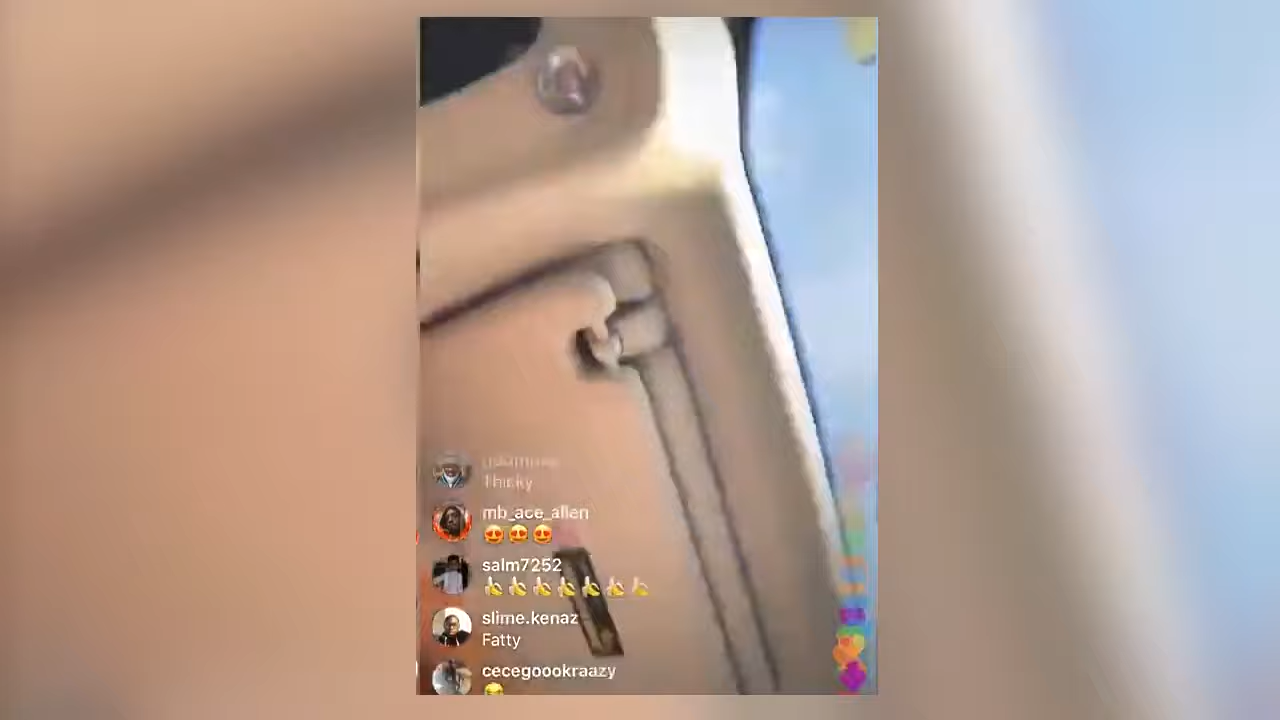 Thicky
mb_ace_allen
😍😍😍
salm7252
🍌🍌🍌🍌🍌🍌🍌
slime.kenaz
Fatty
cecegoookraazy
😂